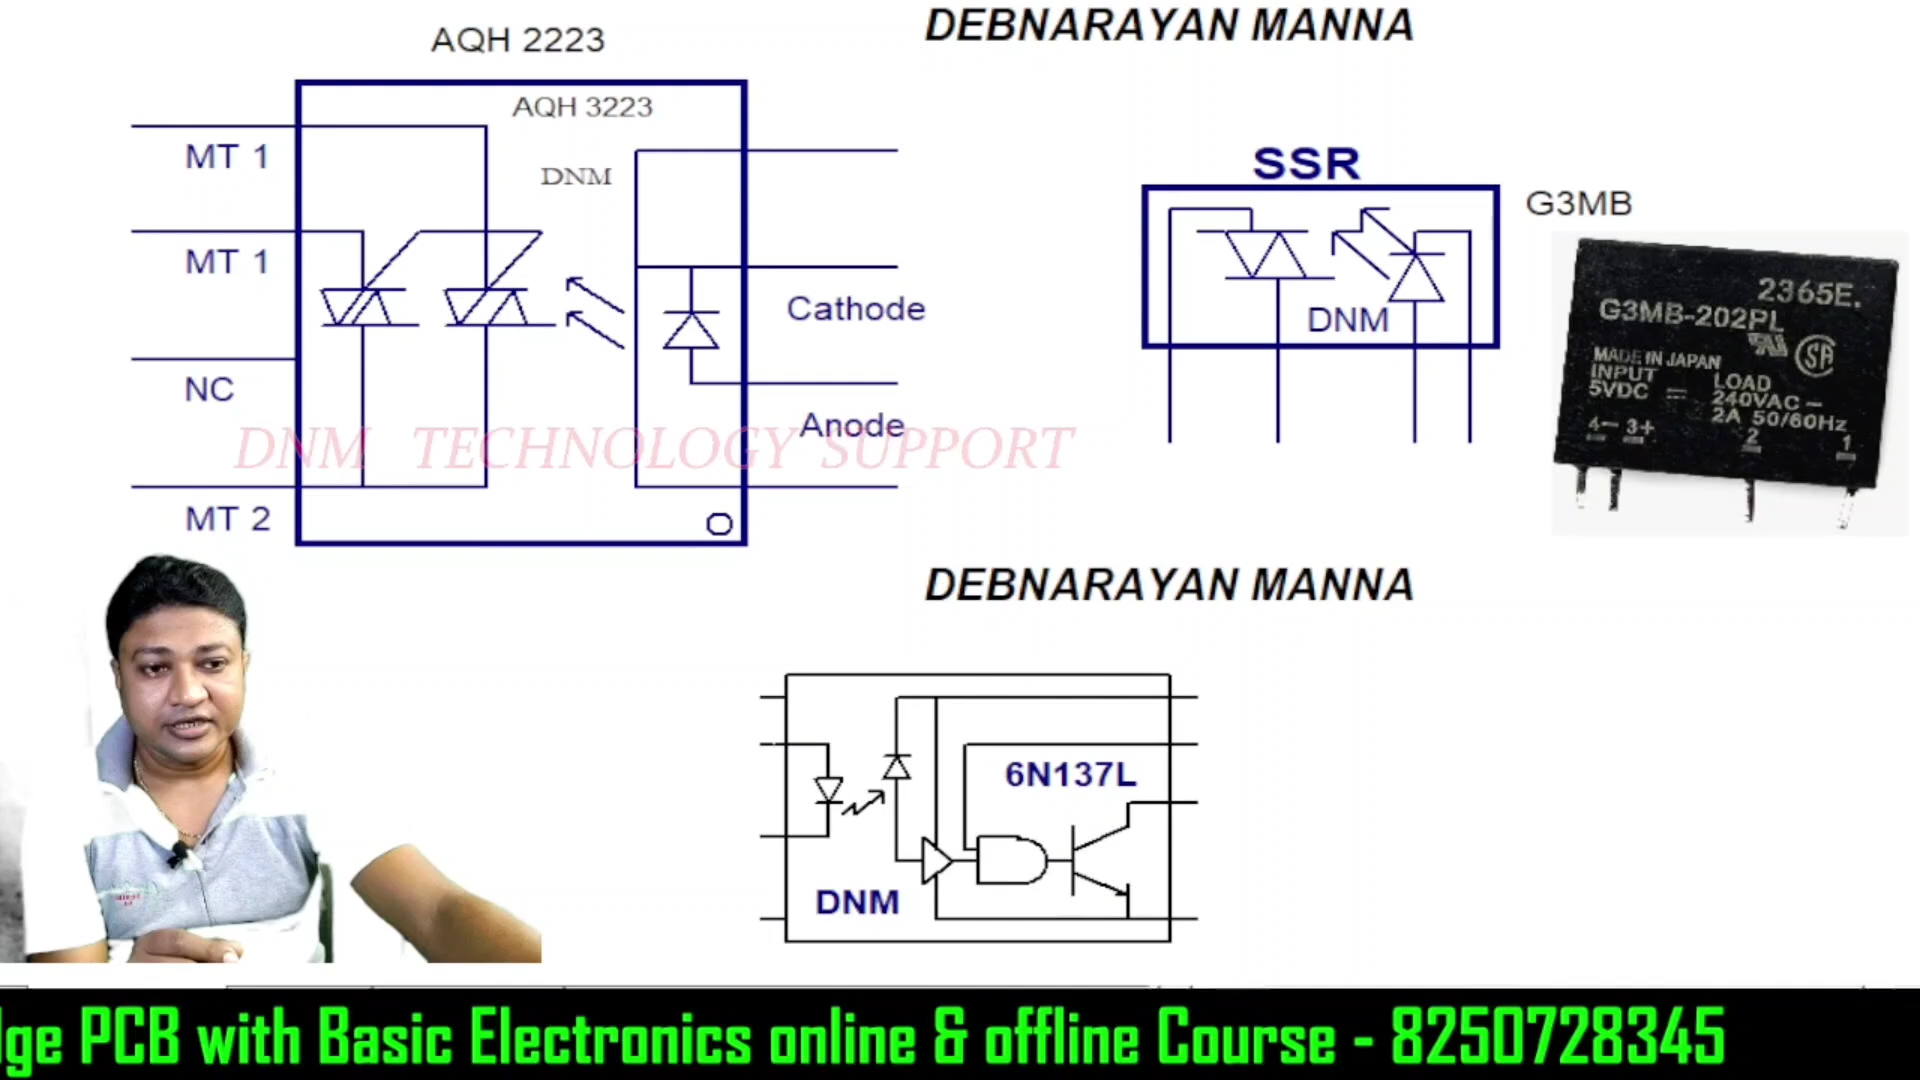 AQH 2223
DEBNARAYAN MANNA
AQH 3223
MT 1
DNM
SSR
G3MB
MT 1
Cathode
DNM
NC
Anode
MT 2
2365E.
G3MB-202PL
MADE IN JAPAN
INPUT LOAD
5VDC 240VAC
2A 50/60Hz
4- 3+ 2 1
DNM TECHNOLOGY SUPPORT
DEBNARAYAN MANNA
6N137L
DNM
dge PCB with Basic Electronics online & offline Course - 8250728345